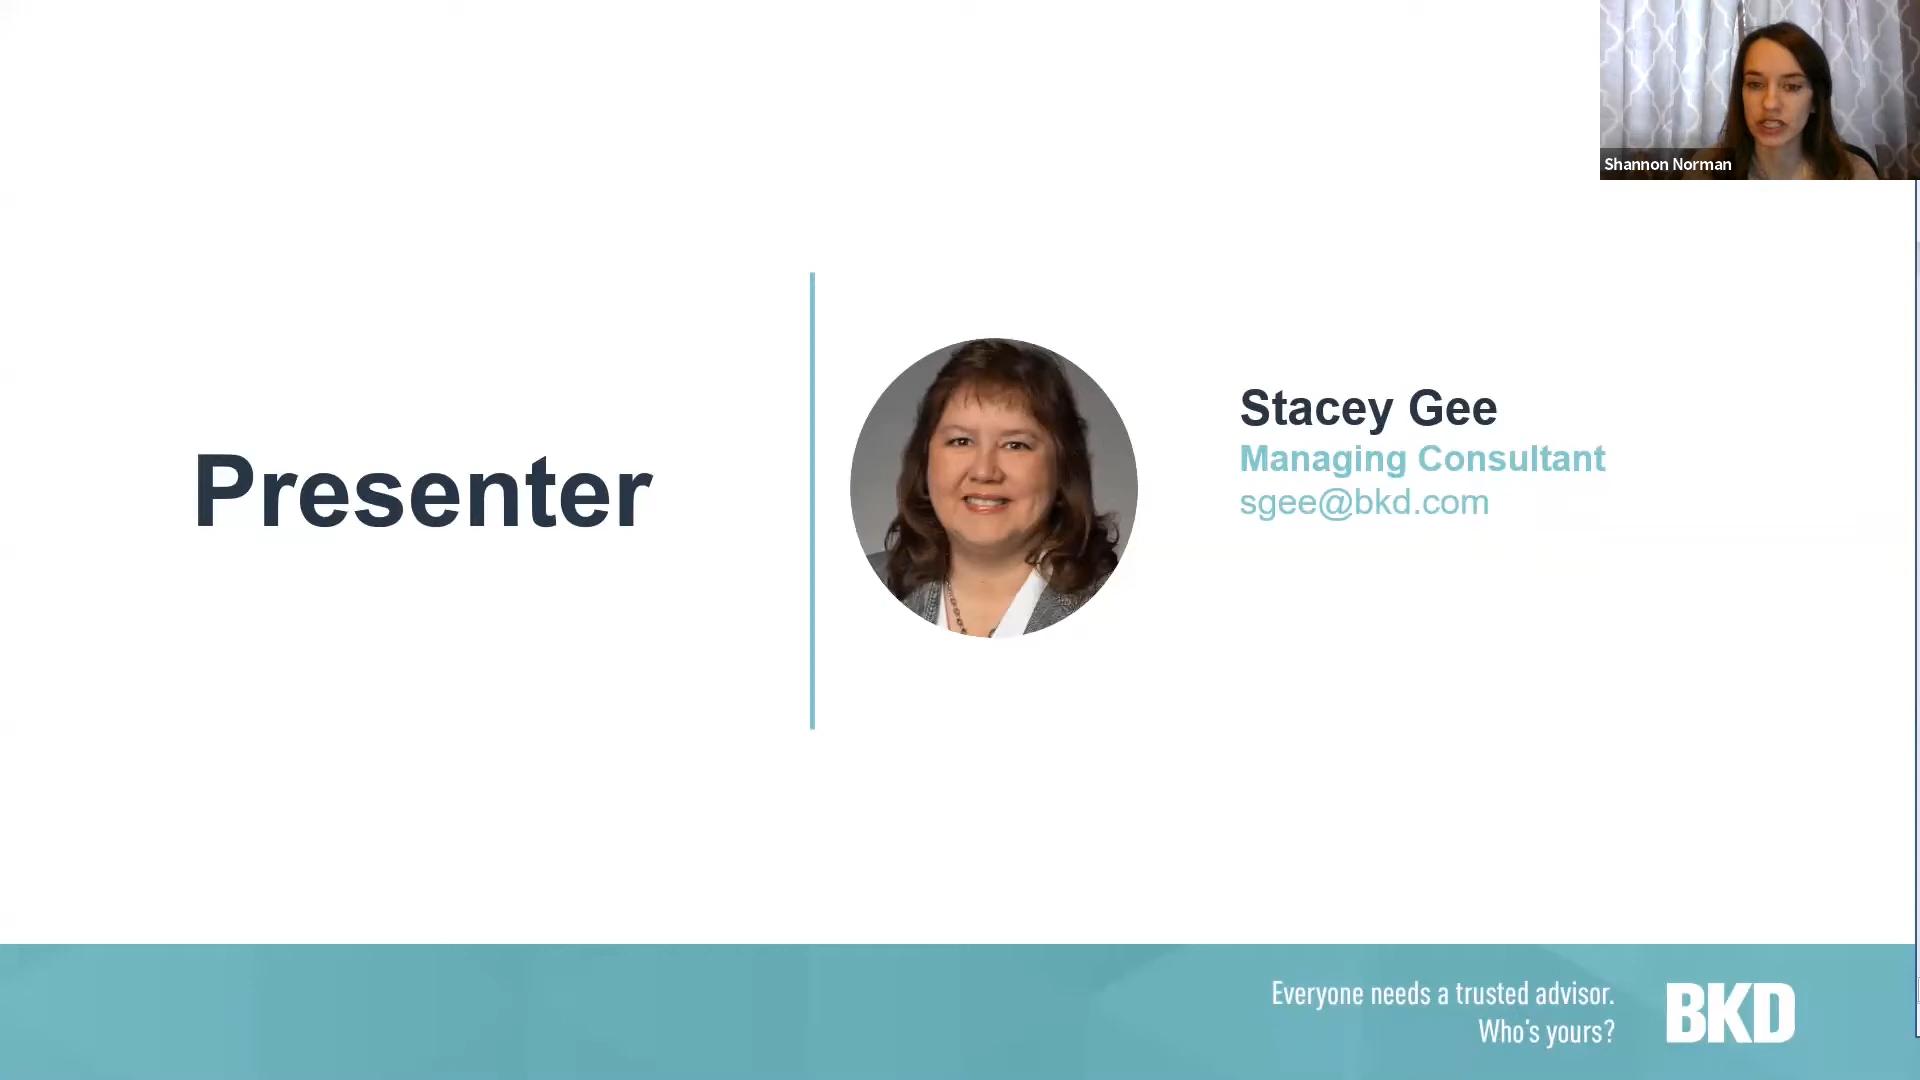 Shannon Norman
Presenter
Stacey Gee
Managing Consultant
sgee@bkd.com
Everyone needs a trusted advisor.
Who's yours?
BKD